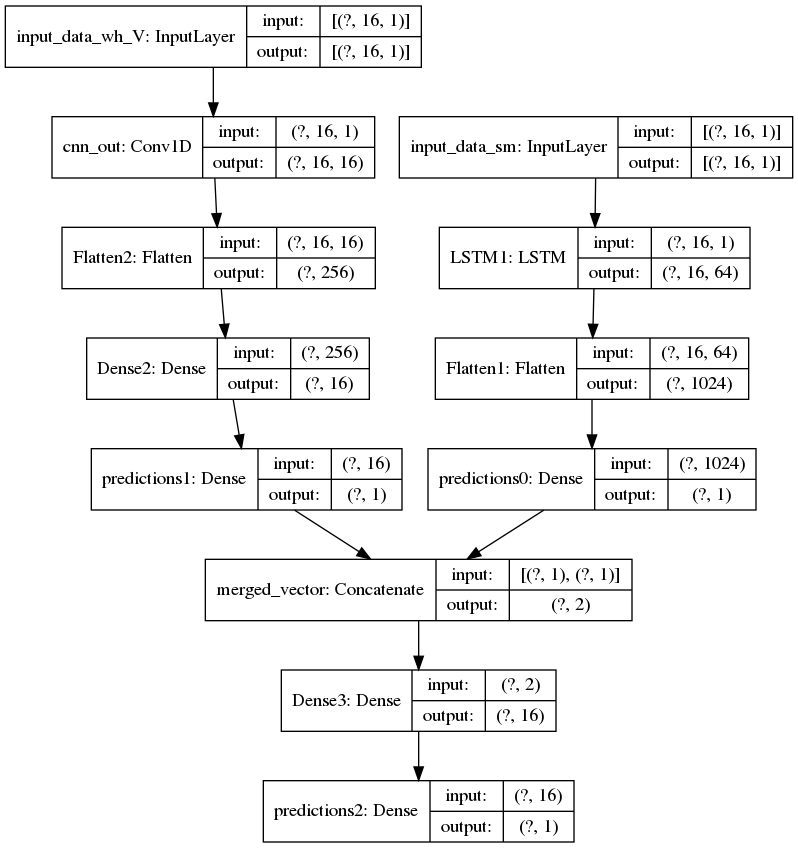 input_data_wh_V: InputLayer
input:
[(?, 16, 1)]
output:
[(?, 16, 1)]
cnn_out: Conv1D
input:
(?, 16, 1)
output:
(?, 16, 16)
input_data_sm: InputLayer
input:
[(?, 16, 1)]
output:
[(?, 16, 1)]
Flatten2: Flatten
input:
(?, 16, 16)
output:
(?, 256)
LSTM1: LSTM
input:
(?, 16, 1)
output:
(?, 16, 64)
Dense2: Dense
input:
(?, 256)
output:
(?, 16)
Flatten1: Flatten
input:
(?, 16, 64)
output:
(?, 1024)
predictions1: Dense
input:
(?, 16)
output:
(?, 1)
predictions0: Dense
input:
(?, 1024)
output:
(?, 1)
merged_vector: Concatenate
input:
[(?, 1), (?, 1)]
output:
(?, 2)
Dense3: Dense
input:
(?, 2)
output:
(?, 16)
predictions2: Dense
input:
(?, 16)
output:
(?, 1)